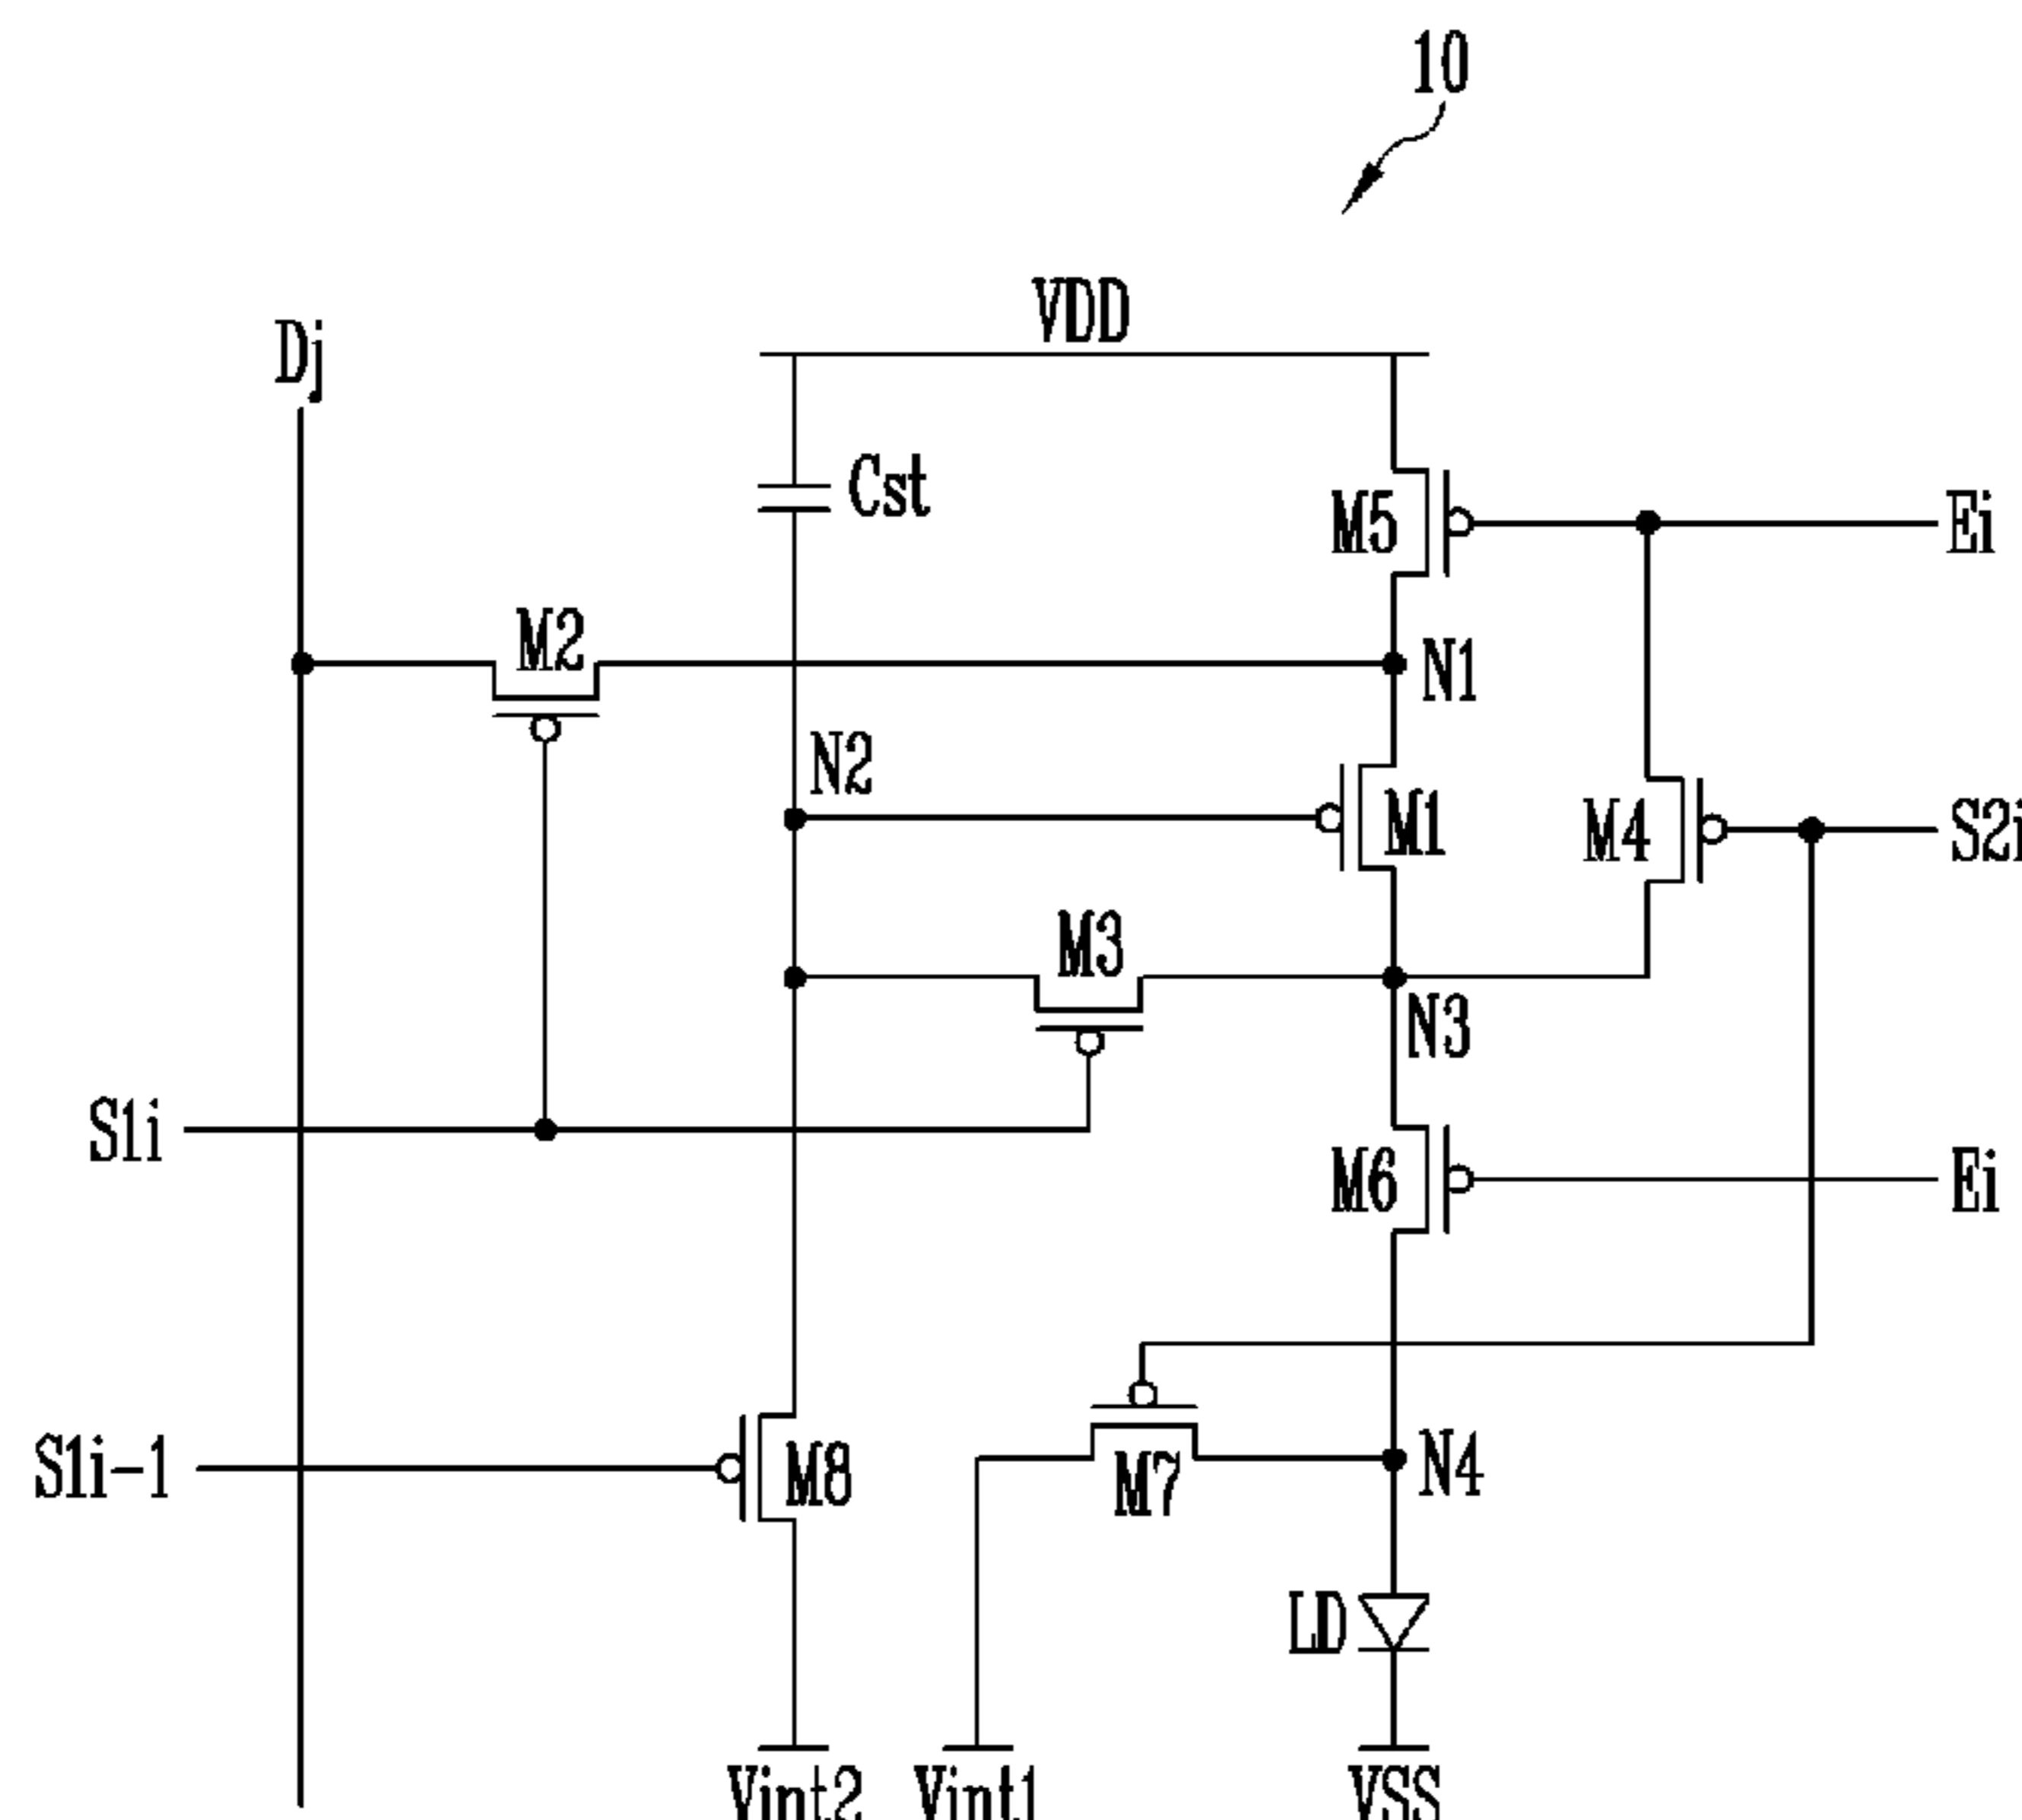 10
VDD
Dj
Cst
M5
Ei
M2
N1
N2
M1
M4
S2i
M3
N3
S1i
M6
Ei
S1i-1
M8
M7
N4
LD
Vint2
Vint1
VSS